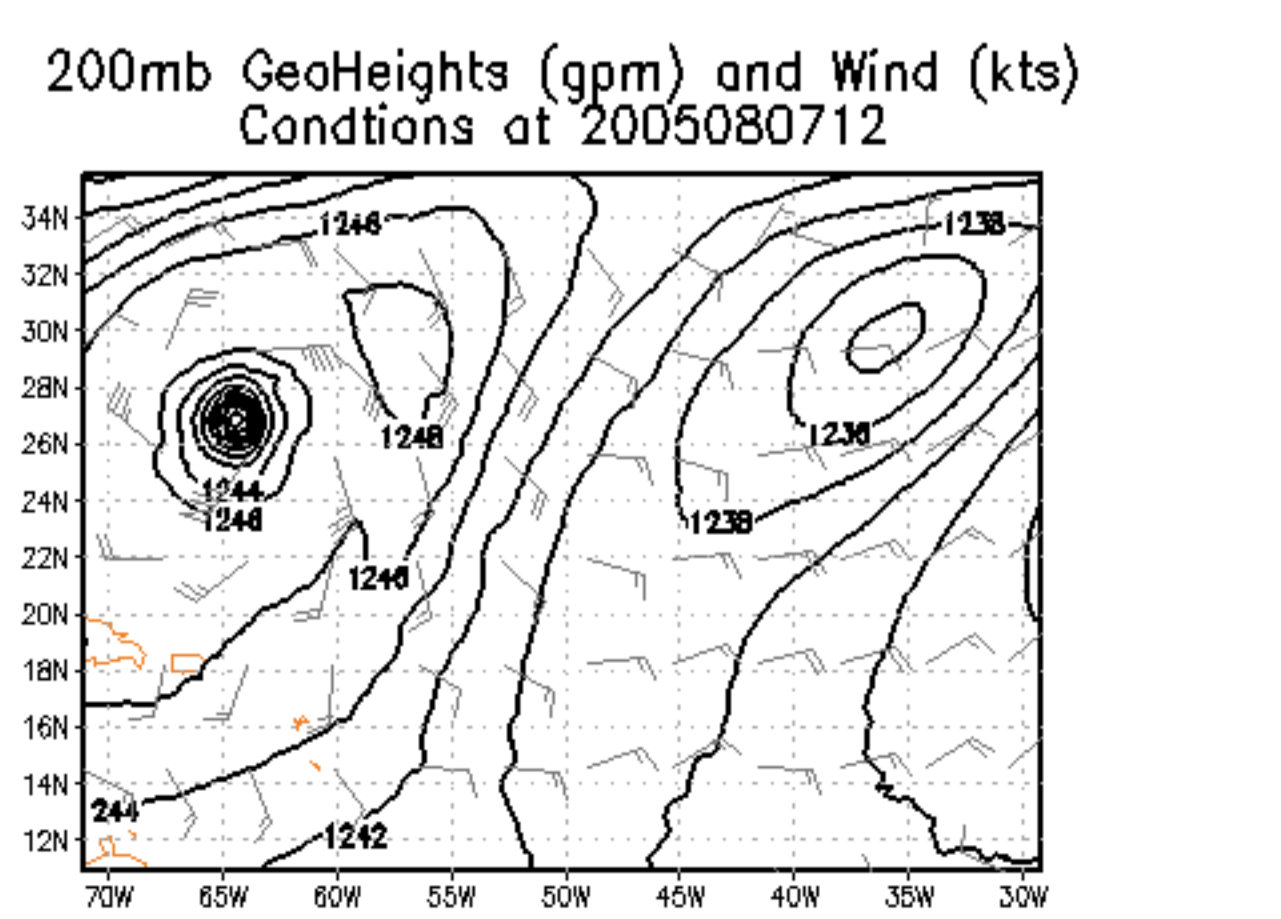 200mb GeoHeights (gpm) and Wind (kts)
Condtions at 2005080712
34N
32N
30N
28N
26N
24N
22N
20N
18N
16N
14N
12N
1246
1238
1248
1236
1244
1246
1238
1246
244
1242
70W 65W 60W 55W 50W 45W 40W 35W 30W